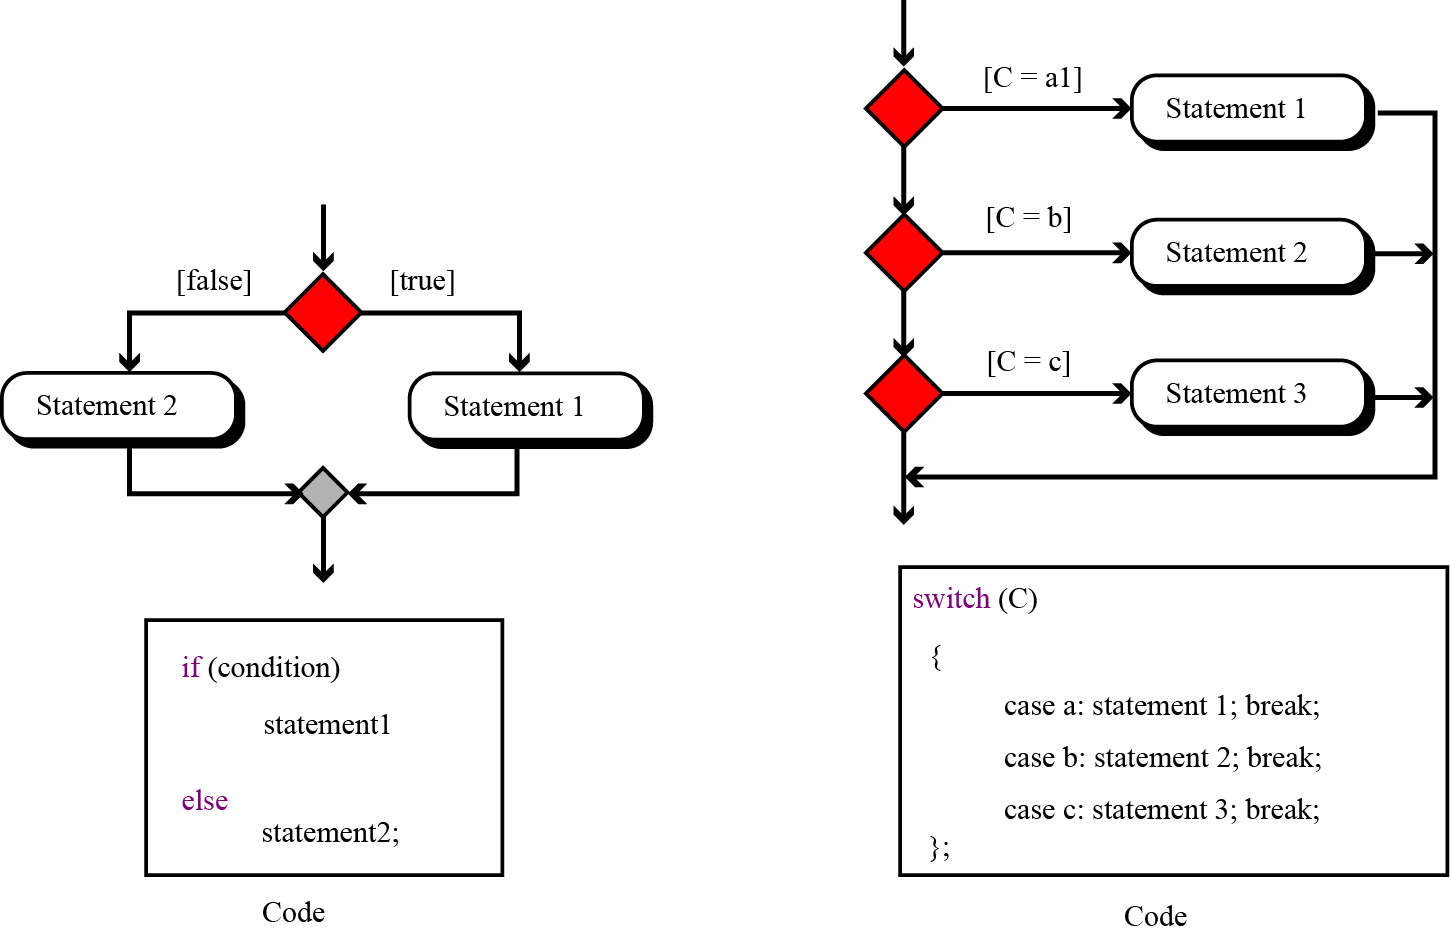 [false] [true]
Statement 2 Statement 1
if (condition)
statement1
else
statement2;
Code
[C = a1] Statement 1
[C = b] Statement 2
[C = c] Statement 3
switch (C)
{
case a: statement 1; break;
case b: statement 2; break;
case c: statement 3; break;
};
Code